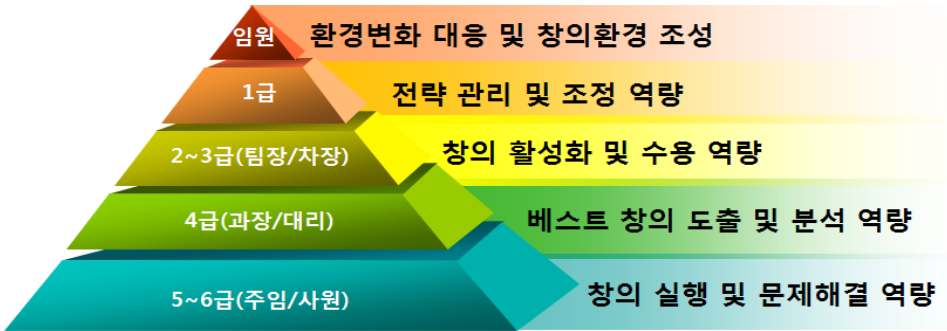 임원 환경변화 대응 및 창의환경 조성
1급 전략 관리 및 조정 역량
2~3급(팀장/차장) 창의 활성화 및 수용 역량
4급(과장/대리) 베스트 창의 도출 및 분석 역량
5~6급(주임/사원) 창의 실행 및 문제해결 역량